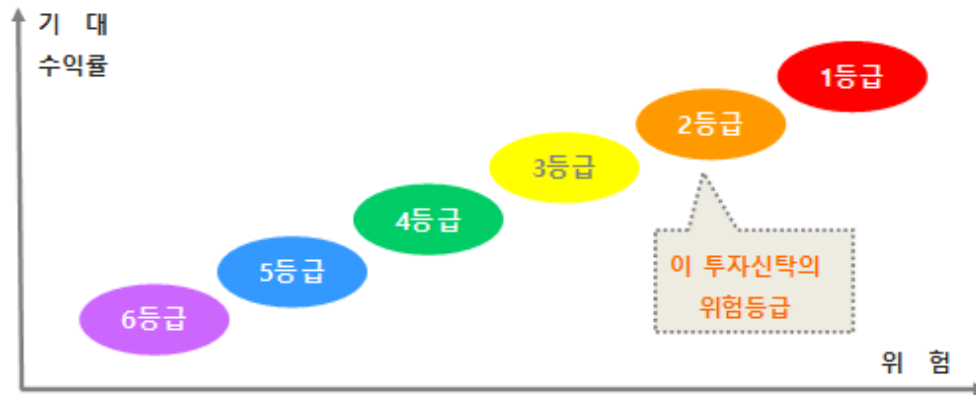 기 대
수익률
1등급
2등급
3등급
4등급
5등급
6등급
이 투자신탁의
위험등급
위 험